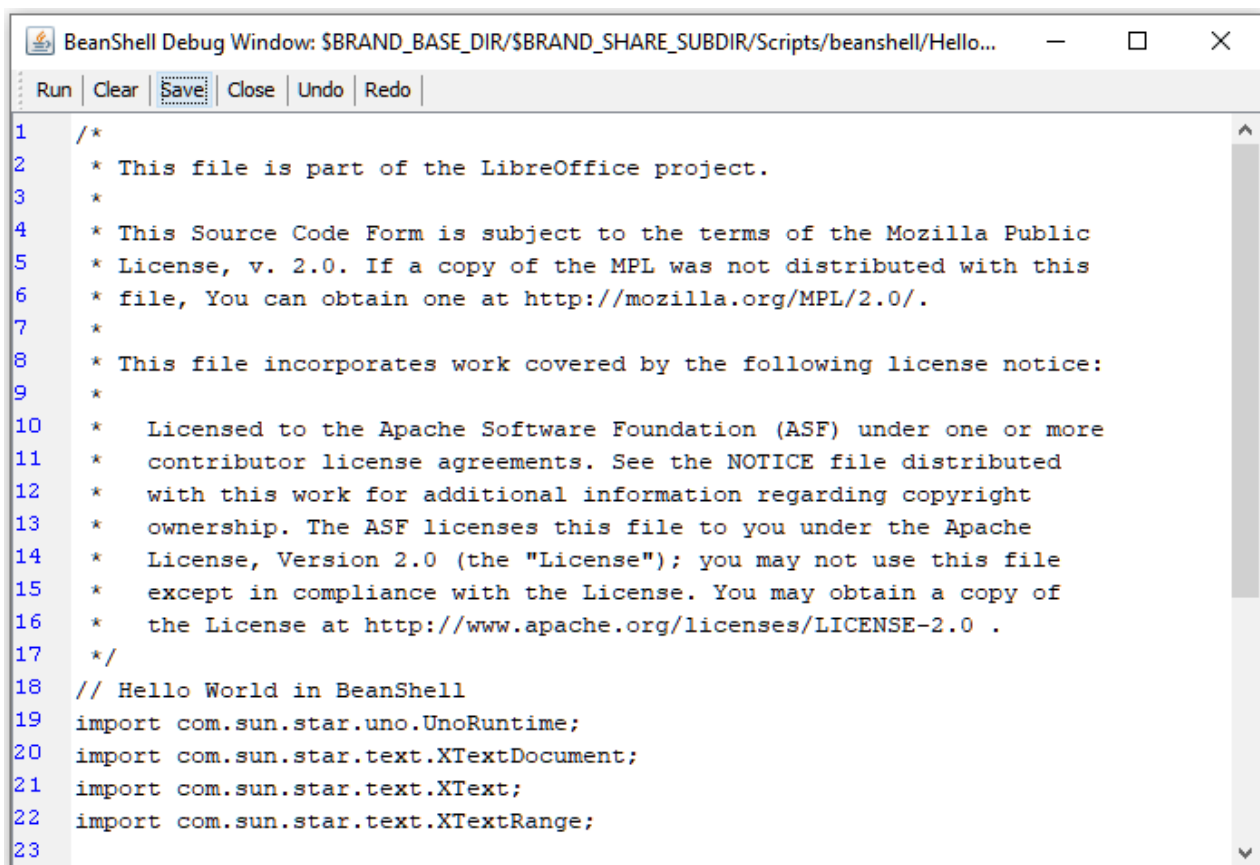 BeanShell Debug Window: $BRAND_BASE_DIR/$BRAND_SHARE_SUBDIR/Scripts/beanshell/Hello...
Run Clear Save Close Undo Redo
1 /*
2  * This file is part of the LibreOffice project.
3  *
4  * This Source Code Form is subject to the terms of the Mozilla Public
5  * License, v. 2.0. If a copy of the MPL was not distributed with this
6  * file, You can obtain one at http://mozilla.org/MPL/2.0/.
7  *
8  * This file incorporates work covered by the following license notice:
9  *
10  *   Licensed to the Apache Software Foundation (ASF) under one or more
11  *   contributor license agreements. See the NOTICE file distributed
12  *   with this work for additional information regarding copyright
13  *   ownership. The ASF licenses this file to you under the Apache
14  *   License, Version 2.0 (the "License"); you may not use this file
15  *   except in compliance with the License. You may obtain a copy of
16  *   the License at http://www.apache.org/licenses/LICENSE-2.0 .
17  */
18 // Hello World in BeanShell
19 import com.sun.star.uno.UnoRuntime;
20 import com.sun.star.text.XTextDocument;
21 import com.sun.star.text.XText;
22 import com.sun.star.text.XTextRange;
23